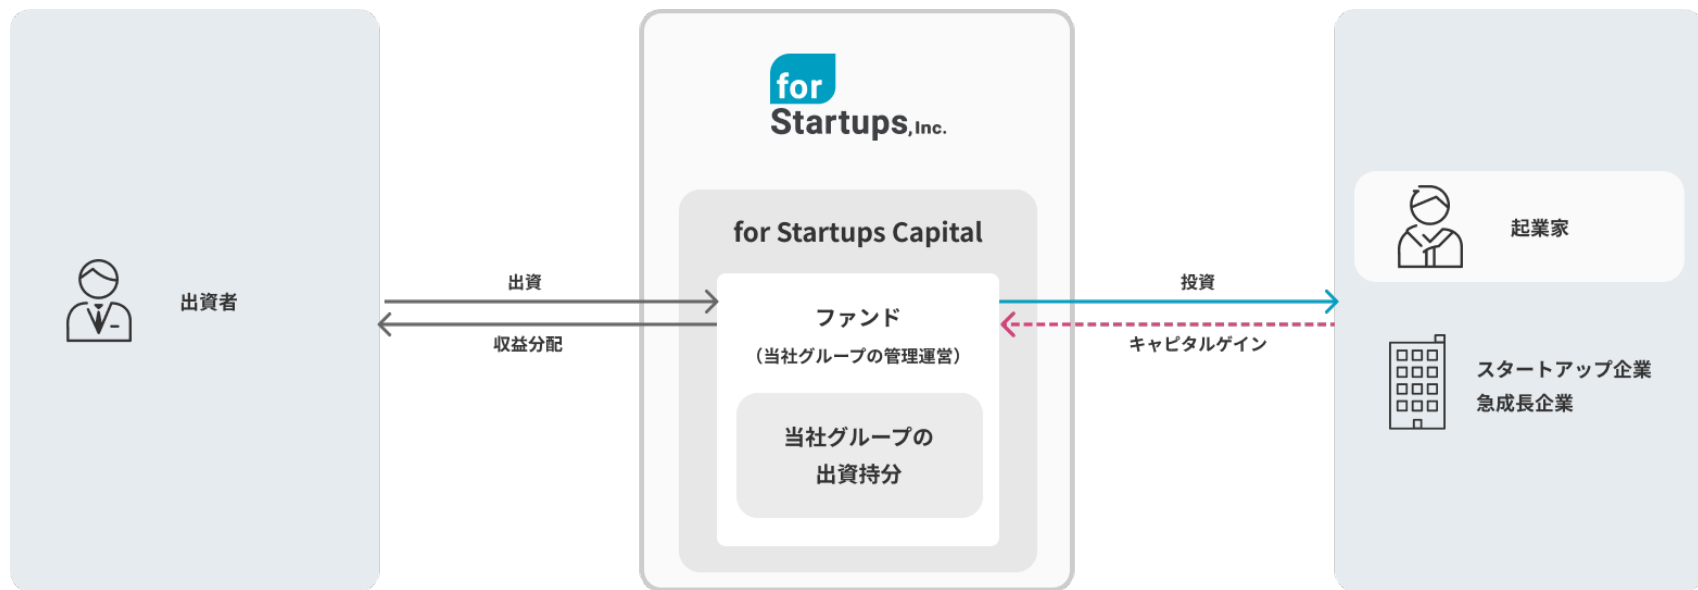 for
Startups,Inc.
for Startups Capital
出資者
出資
収益分配
ファンド
（当社グループの管理運営）
当社グループの
出資持分
投資
キャピタルゲイン
起業家
スタートアップ企業
急成長企業